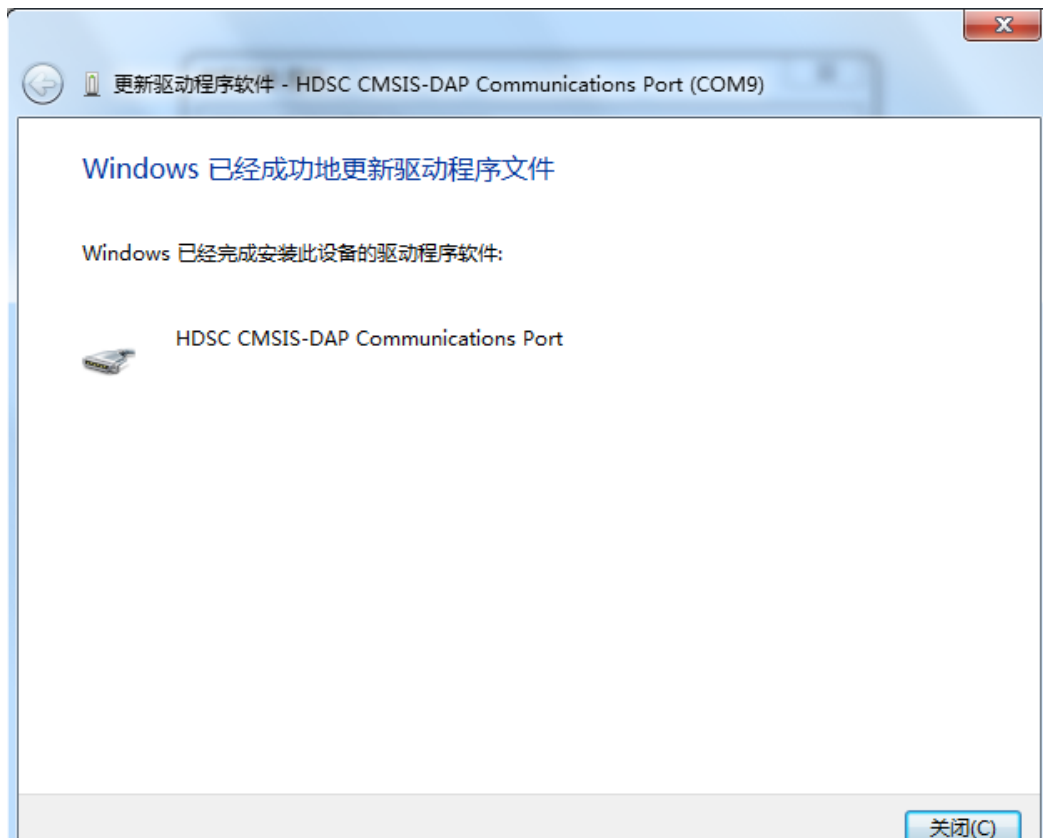 更新驱动程序软件 - HDSC CMSIS-DAP Communications Port (COM9)
Windows 已经成功地更新驱动程序文件
Windows 已经完成安装此设备的驱动程序软件:
HDSC CMSIS-DAP Communications Port
关闭(C)